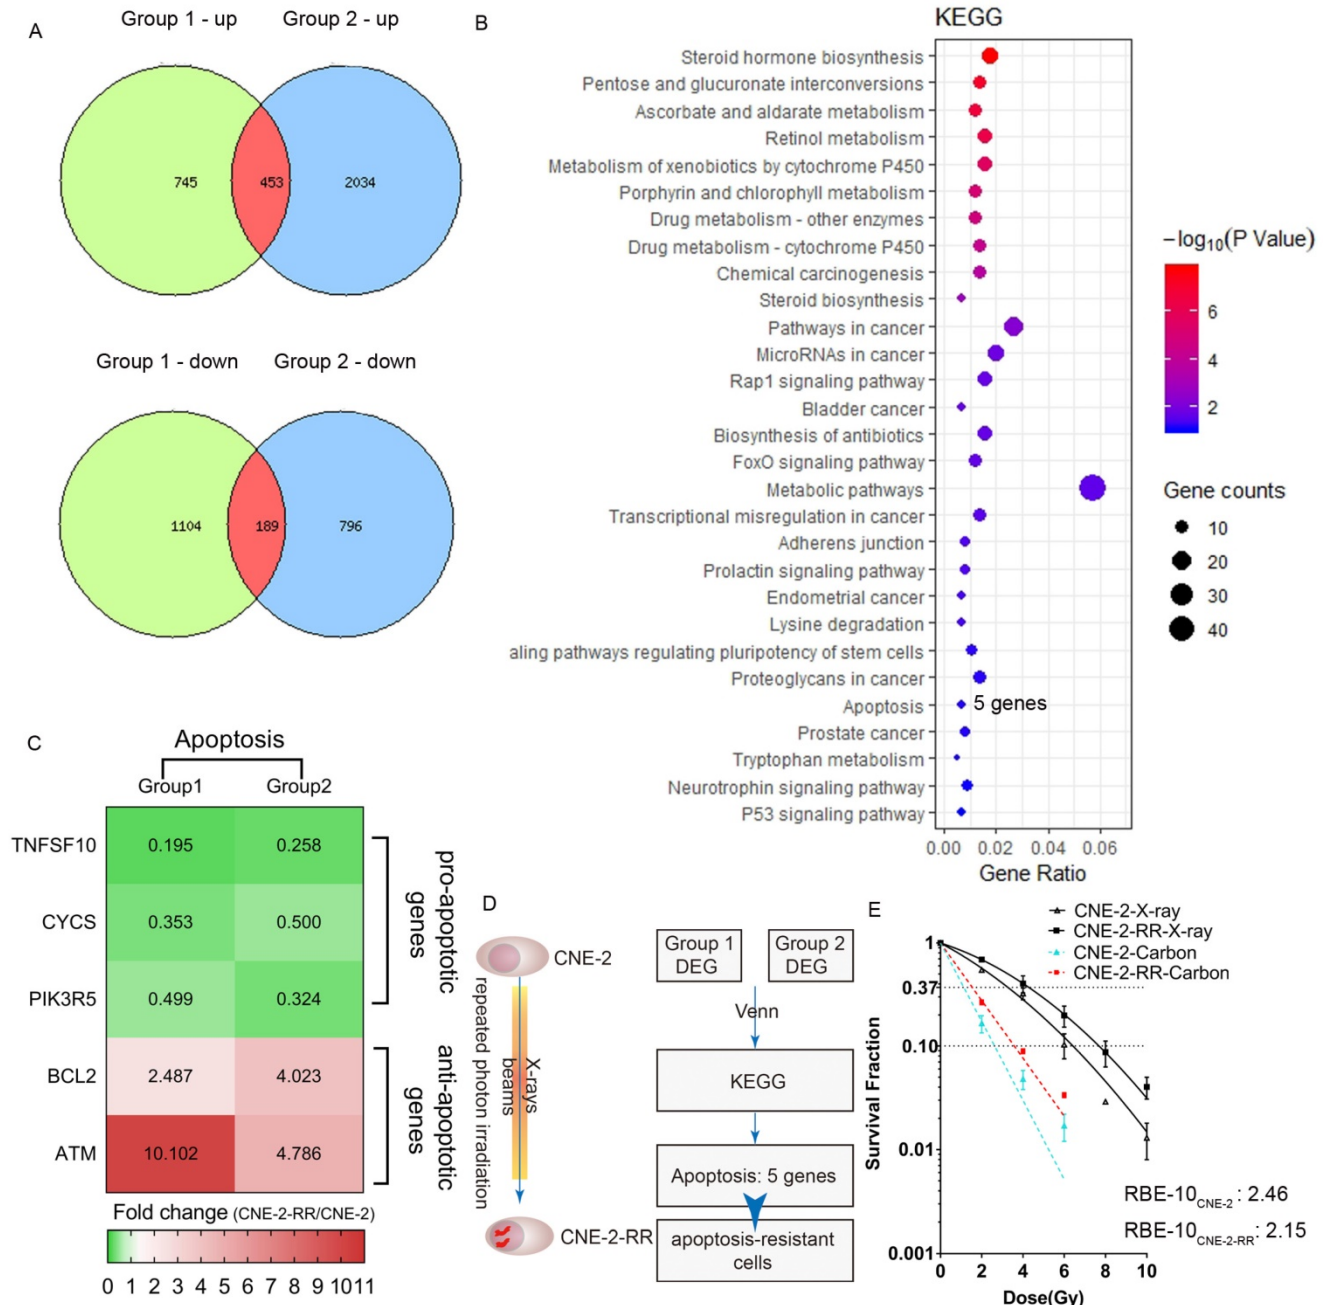 A
Group 1 - up
Group 2 - up
745
453
2034
Group 1 - down
Group 2 - down
1104
189
796
B
KEGG
Steroid hormone biosynthesis
Pentose and glucuronate interconversions
Ascorbate and aldarate metabolism
Retinol metabolism
Metabolism of xenobiotics by cytochrome P450
Porphyrin and chlorophyll metabolism
Drug metabolism - other enzymes
Drug metabolism - cytochrome P450
Chemical carcinogenesis
Steroid biosynthesis
Pathways in cancer
MicroRNAs in cancer
Rap1 signaling pathway
Bladder cancer
Biosynthesis of antibiotics
FoxO signaling pathway
Metabolic pathways
Transcriptional misregulation in cancer
Adherens junction
Prolactin signaling pathway
Endometrial cancer
Lysine degradation
aling pathways regulating pluripotency of stem cells
Proteoglycans in cancer
Apoptosis
5 genes
Prostate cancer
Tryptophan metabolism
Neurotrophin signaling pathway
P53 signaling pathway
0.00 0.02 0.04 0.06
Gene Ratio
−log10(P Value)
6
4
2
Gene counts
10
20
30
40
C
Apoptosis
Group1 Group2
TNFSF10 0.195 0.258
CYCS 0.353 0.500
PIK3R5 0.499 0.324
BCL2 2.487 4.023
ATM 10.102 4.786
pro-apoptotic
genes
anti-apoptotic
genes
Fold change (CNE-2-RR/CNE-2)
0 1 2 3 4 5 6 7 8 9 1011
D
CNE-2
repeated photon irradiation
X-rays
beams
CNE-2-RR
Group 1
DEG
Group 2
DEG
Venn
KEGG
Apoptosis: 5 genes
apoptosis-resistant
cells
E
CNE-2-X-ray
CNE-2-RR-X-ray
CNE-2-Carbon
CNE-2-RR-Carbon
Survival Fraction
1
0.37
0.10
0.01
0.001
0 2 4 6 8 10
Dose(Gy)
RBE-10CNE-2: 2.46
RBE-10CNE-2-RR: 2.15